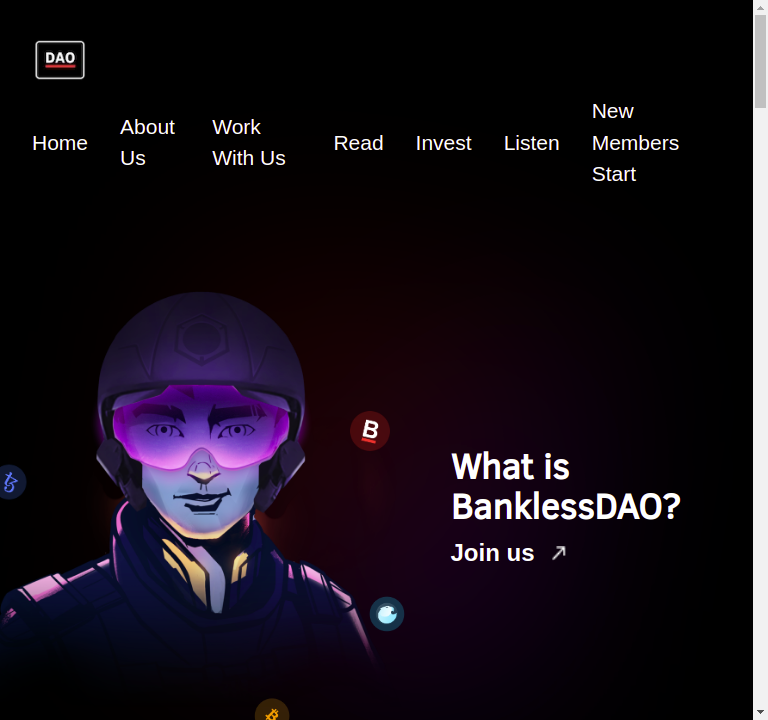 DAO
Home
About
Us
Work
With Us
Read
Invest
Listen
New
Members
Start
B
What is
BanklessDAO?
Join us